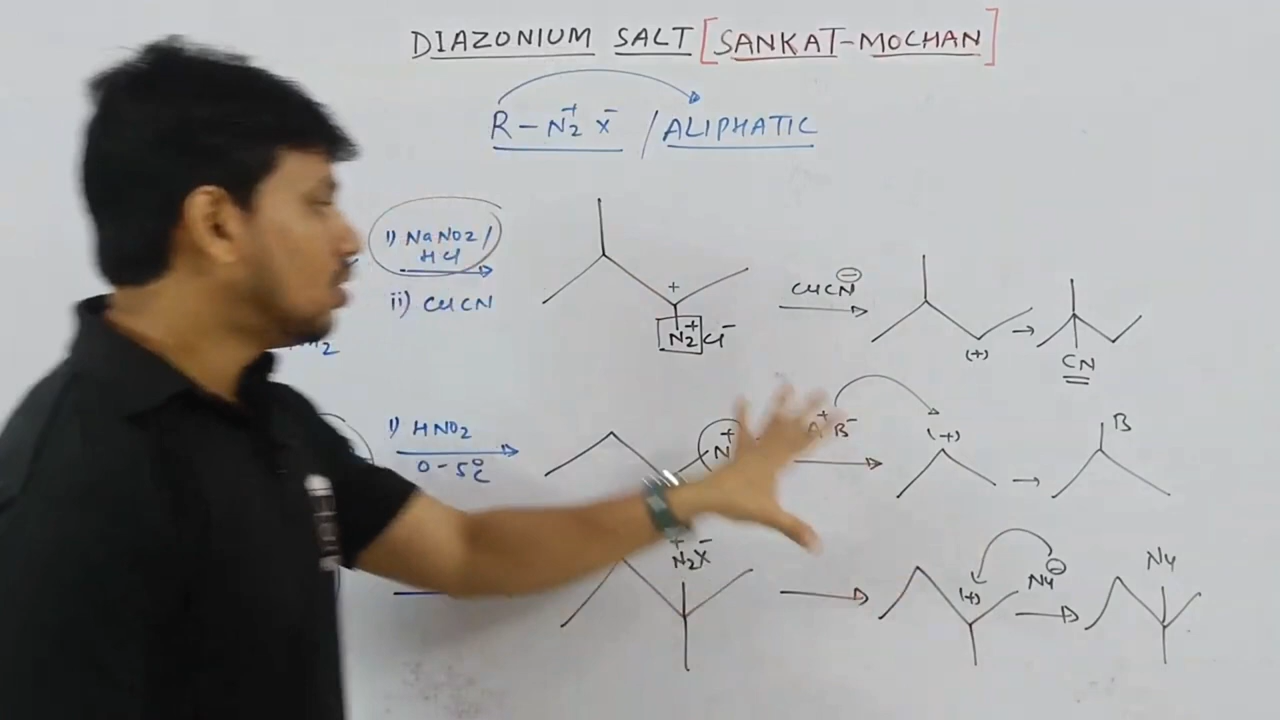 DIAZONIUM SALT [SANKAT-MOCHAN]
R-N2+ X- / ALIPHATIC
i) NaNO2/
HCl
ii) CuCN
+
N2+ Cl-
CuCN⊖
(+)
CN
i) HNO2
0-5°C
N+
A+ B-
(+)
B
N2+X-
(+)
Nu⊖
Nu